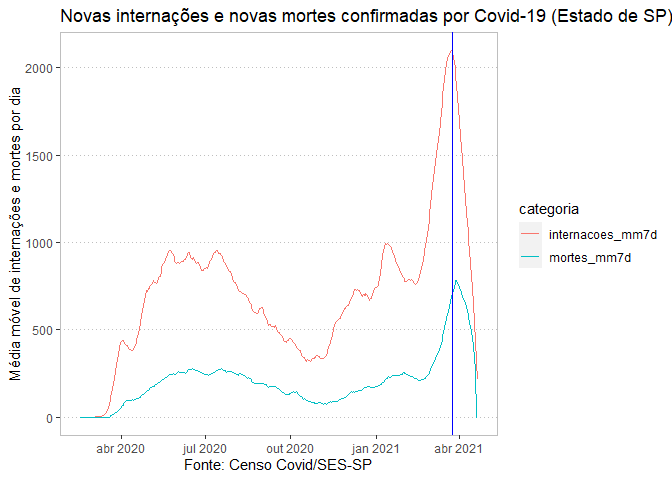 Novas internações e novas mortes confirmadas por Covid-19 (Estado de SP)
Média móvel de internações e mortes por dia
2000
1500
1000
500
0
abr 2020
jul 2020
out 2020
jan 2021
abr 2021
Fonte: Censo Covid/SES-SP
categoria
internacoes_mm7d
mortes_mm7d